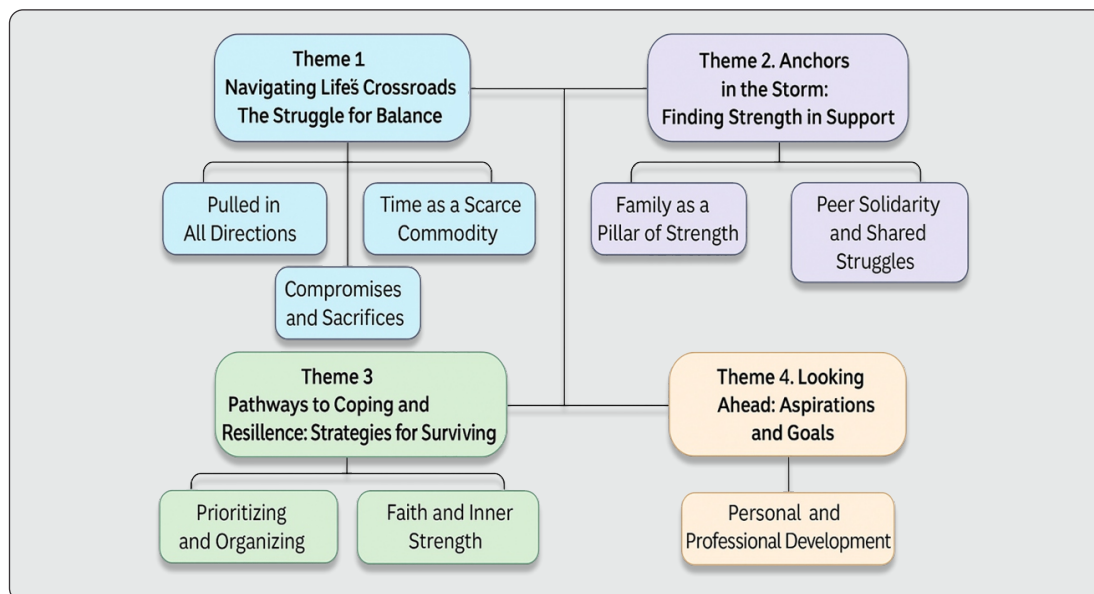 Theme 1
Navigating Life's̈ Crossroads
The Struggle for Balance
Pulled in
All Directions
Time as a Scarce
Commodity
Compromises
and Sacrifices
Theme 2. Anchors
in the Storm:
Finding Strength in Support
Family as a
Pillar of Strength
Peer Solidarity
and Shared
Struggles
Theme 3
Pathways to Coping and
Resillence: Strategies for Surviving
Prioritizing
and Organizing
Faith and Inner
Strength
Theme 4. Looking
Ahead: Aspirations
and Goals
Personal and
Professional Development